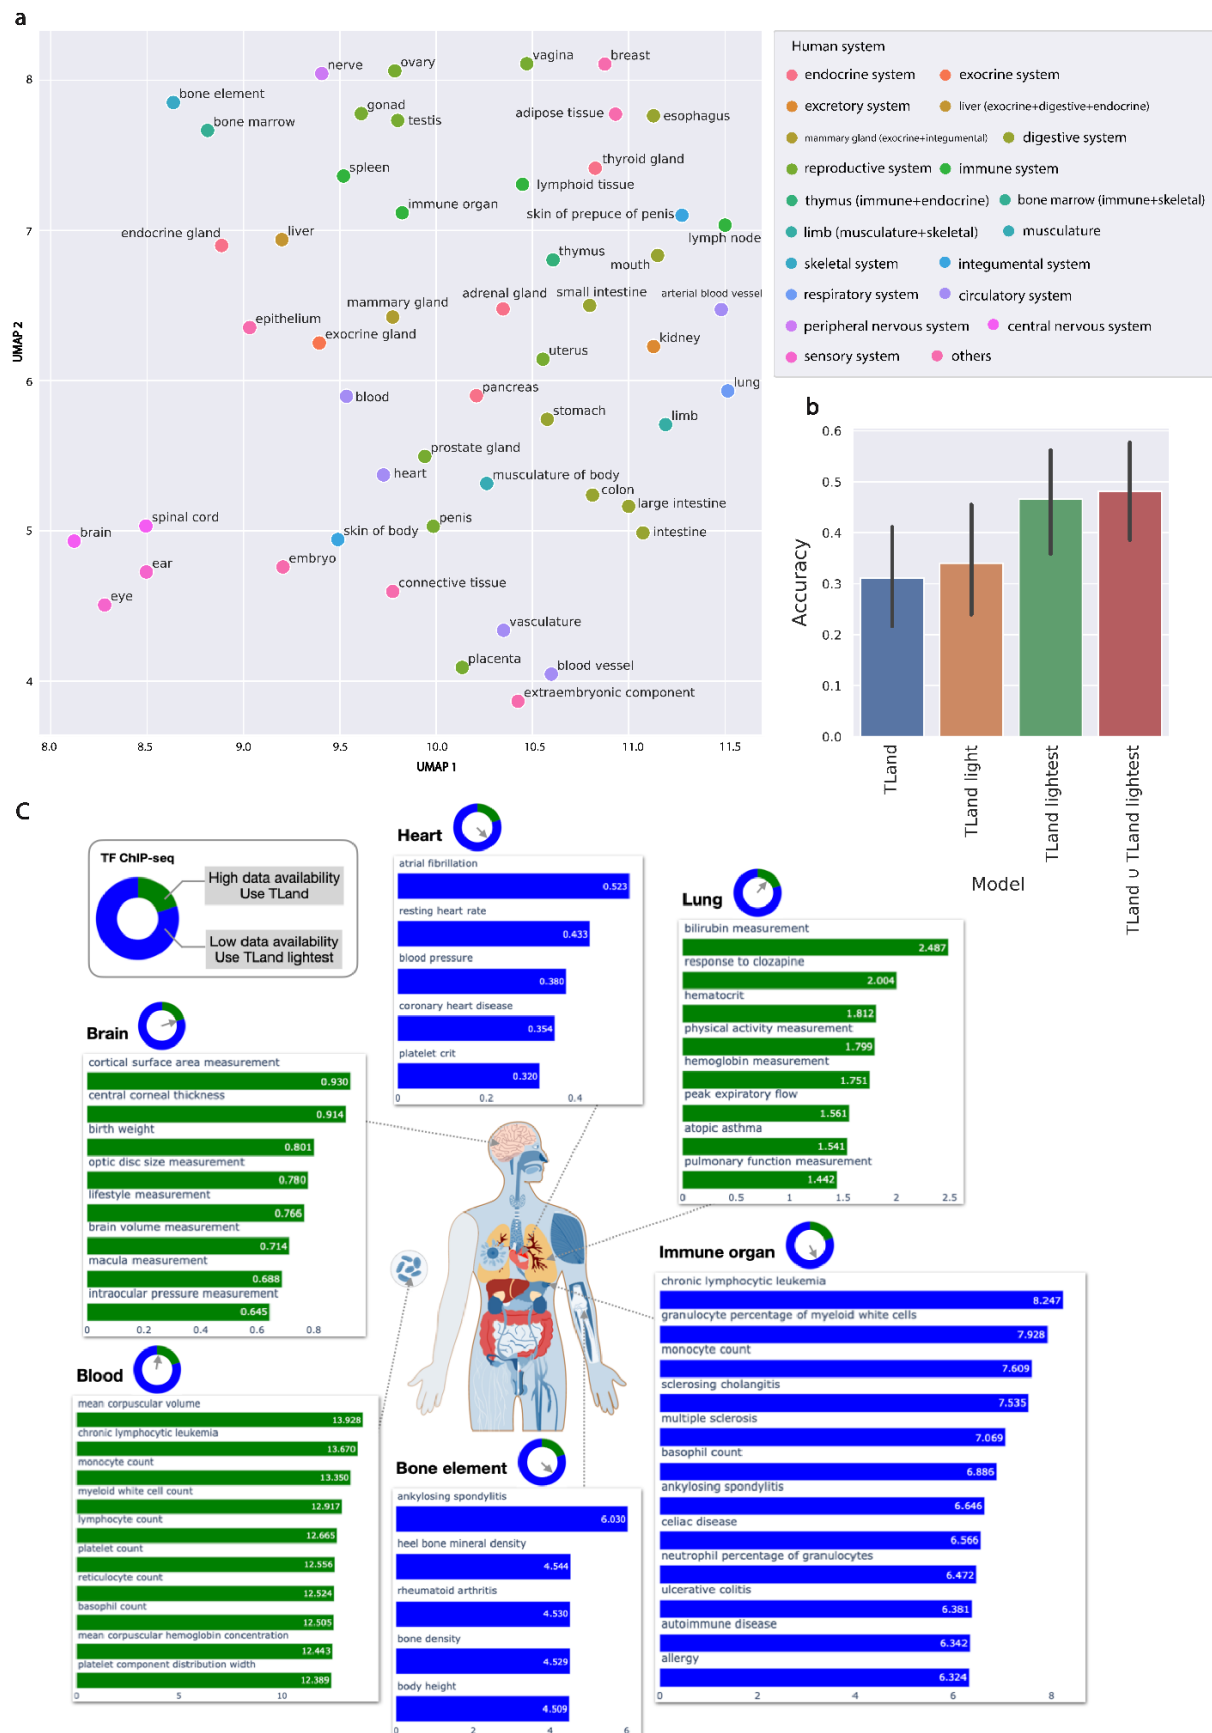 a
nerve
ovary
vagina
breast
bone element
bone marrow
gonad
testis
adipose tissue
esophagus
spleen
thyroid gland
lymphoid tissue
immune organ
skin of prepuce of penis
lymph node
endocrine gland
liver
thymus
mouth
mammary gland
adrenal gland
small intestine
arterial blood vessel
epithelium
exocrine gland
kidney
uterus
blood
pancreas
lung
stomach
limb
prostate gland
heart
musculature of body
colon
large intestine
spinal cord
brain
penis
skin of body
intestine
ear
embryo
eye
connective tissue
vasculature
placenta
blood vessel
extraembryonic component
8
7
6
5
4
UMAP 2
8.0 8.5 9.0 9.5 10.0 10.5 11.0 11.5
UMAP 1
Human system
endocrine system
exocrine system
excretory system
liver (exocrine+digestive+endocrine)
mammary gland (exocrine+integumental)
digestive system
reproductive system
immune system
thymus (immune+endocrine)
bone marrow (immune+skeletal)
limb (musculature+skeletal)
musculature
skeletal system
integumental system
respiratory system
circulatory system
peripheral nervous system
central nervous system
sensory system
others
b
0.6
0.5
0.4
0.3
0.2
0.1
0.0
Accuracy
TLand
TLand light
TLand lightest
TLand ∪ TLand lightest
Model
C
TF ChIP-seq
High data availability
Use TLand
Low data availability
Use TLand lightest
Heart
atrial fibrillation
0.523
resting heart rate
0.433
blood pressure
0.380
coronary heart disease
0.354
platelet crit
0.320
0 0.2 0.4
Lung
bilirubin measurement
2.487
response to clozapine
2.004
hematocrit
1.812
physical activity measurement
1.799
hemoglobin measurement
1.751
peak expiratory flow
1.561
atopic asthma
1.541
pulmonary function measurement
1.442
0 0.5 1 1.5 2 2.5
Brain
cortical surface area measurement
0.930
central corneal thickness
0.914
birth weight
0.801
optic disc size measurement
0.780
lifestyle measurement
0.766
brain volume measurement
0.714
macula measurement
0.688
intraocular pressure measurement
0.645
0 0.2 0.4 0.6 0.8
Immune organ
chronic lymphocytic leukemia
8.247
granulocyte percentage of myeloid white cells
7.928
monocyte count
7.609
sclerosing cholangitis
7.535
multiple sclerosis
7.069
basophil count
6.886
ankylosing spondylitis
6.646
celiac disease
6.566
neutrophil percentage of granulocytes
6.472
ulcerative colitis
6.381
autoimmune disease
6.342
allergy
6.324
0 2 4 6 8
Blood
mean corpuscular volume
13.928
chronic lymphocytic leukemia
13.670
monocyte count
13.350
myeloid white cell count
12.917
lymphocyte count
12.665
platelet count
12.556
reticulocyte count
12.524
basophil count
12.505
mean corpuscular hemoglobin concentration
12.443
platelet component distribution width
12.389
0 5 10
Bone element
ankylosing spondylitis
6.030
heel bone mineral density
4.544
rheumatoid arthritis
4.530
bone density
4.529
body height
4.509
0 2 4 6